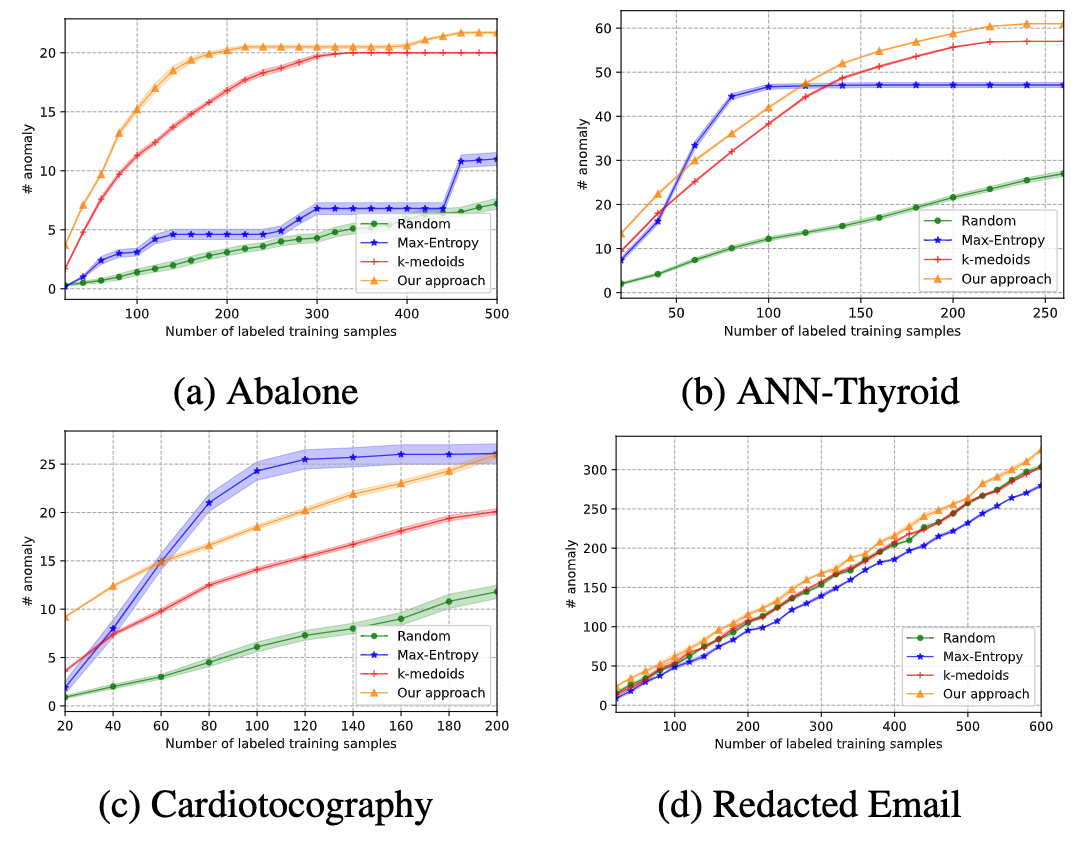 20
15
10
5
0
# anomaly
100
200
300
400
500
Number of labeled training samples
Random
Max-Entropy
k-medoids
Our approach
(a) Abalone
60
50
40
30
20
10
0
# anomaly
50
100
150
200
250
Number of labeled training samples
Random
Max-Entropy
k-medoids
Our approach
(b) ANN-Thyroid
25
20
15
10
5
0
# anomaly
20
40
60
80
100
120
140
160
180
200
Number of labeled training samples
Random
Max-Entropy
k-medoids
Our approach
(c) Cardiotocography
300
250
200
150
100
50
0
# anomaly
100
200
300
400
500
600
Number of labeled training samples
Random
Max-Entropy
k-medoids
Our approach
(d) Redacted Email